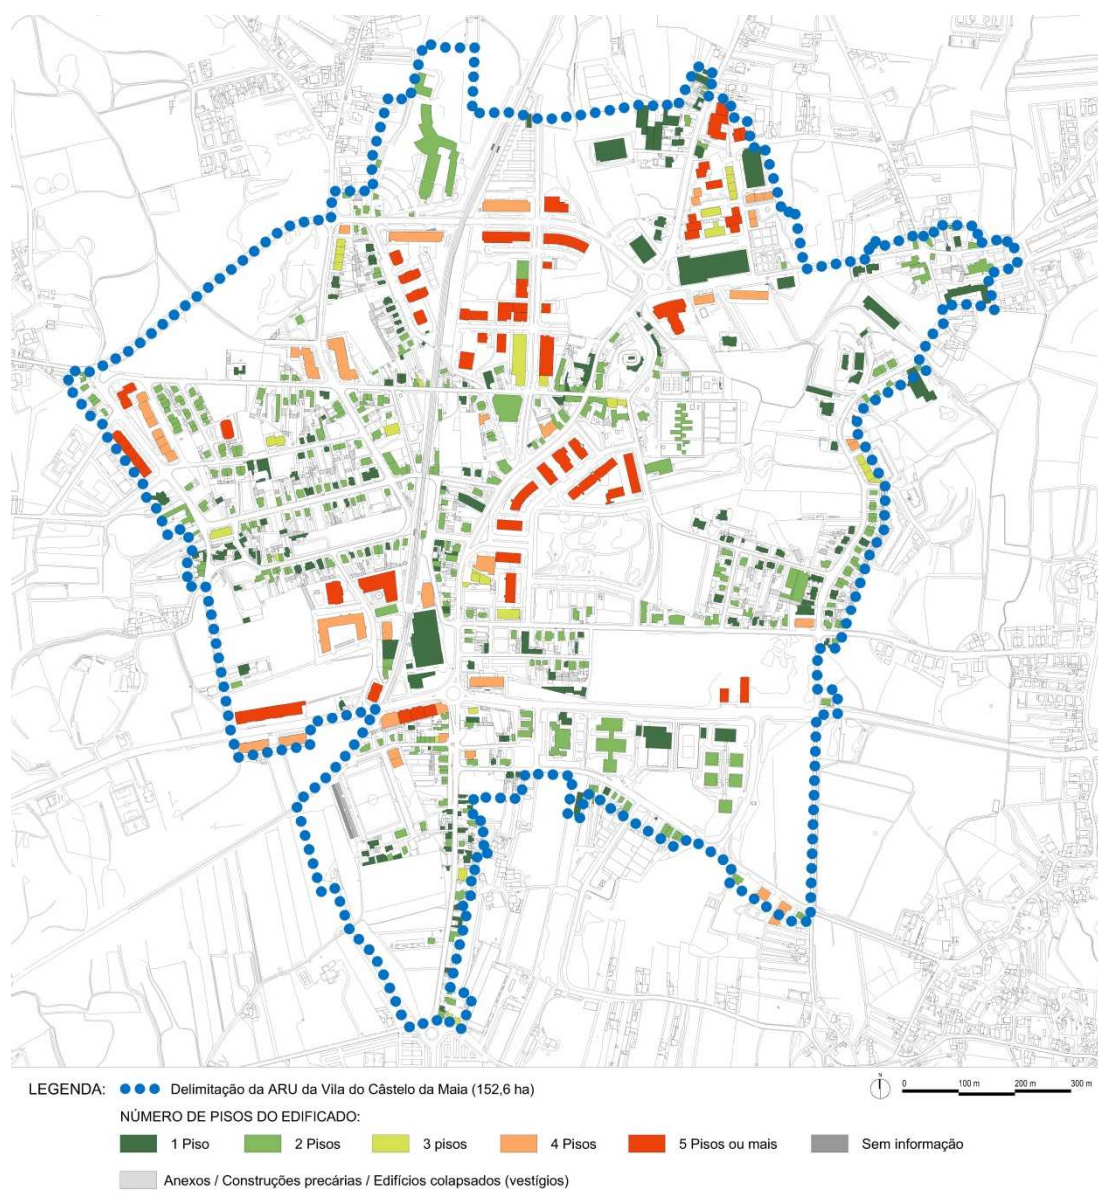 LEGENDA: Delimitação da ARU da Vila do Câstelo da Maia (152,6 ha)
N
0 100 m 200 m 300 m
NÚMERO DE PISOS DO EDIFICADO:
1 Piso 2 Pisos 3 pisos 4 Pisos 5 Pisos ou mais Sem informação
Anexos / Construções precárias / Edifícios colapsados (vestígios)